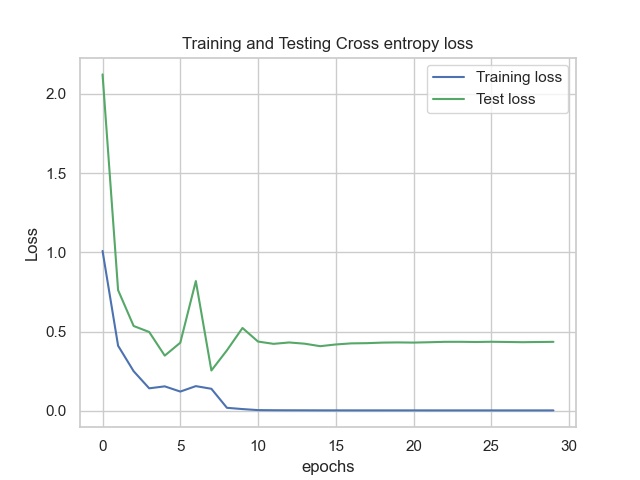 Training and Testing Cross entropy loss
Training loss
Test loss
2.0
1.5
1.0
0.5
0.0
Loss
0 5 10 15 20 25 30
epochs